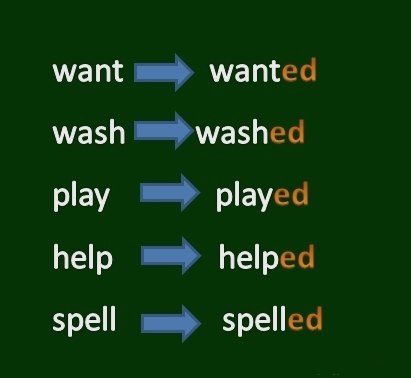 want wanted
wash washed
play played
help helped
spell spelled